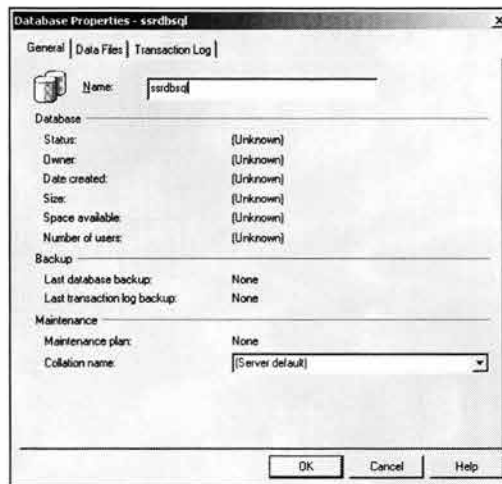 Database Properties - ssrdbsql
General Data Files Transaction Log
Name: ssrdbsql
Database
Status: (Unknown)
Owner: (Unknown)
Date created: (Unknown)
Size: (Unknown)
Space available: (Unknown)
Number of users: (Unknown)
Backup
Last database backup: None
Last transaction log backup: None
Maintenance
Maintenance plan: None
Collation name: (Server default)
OK Cancel Help